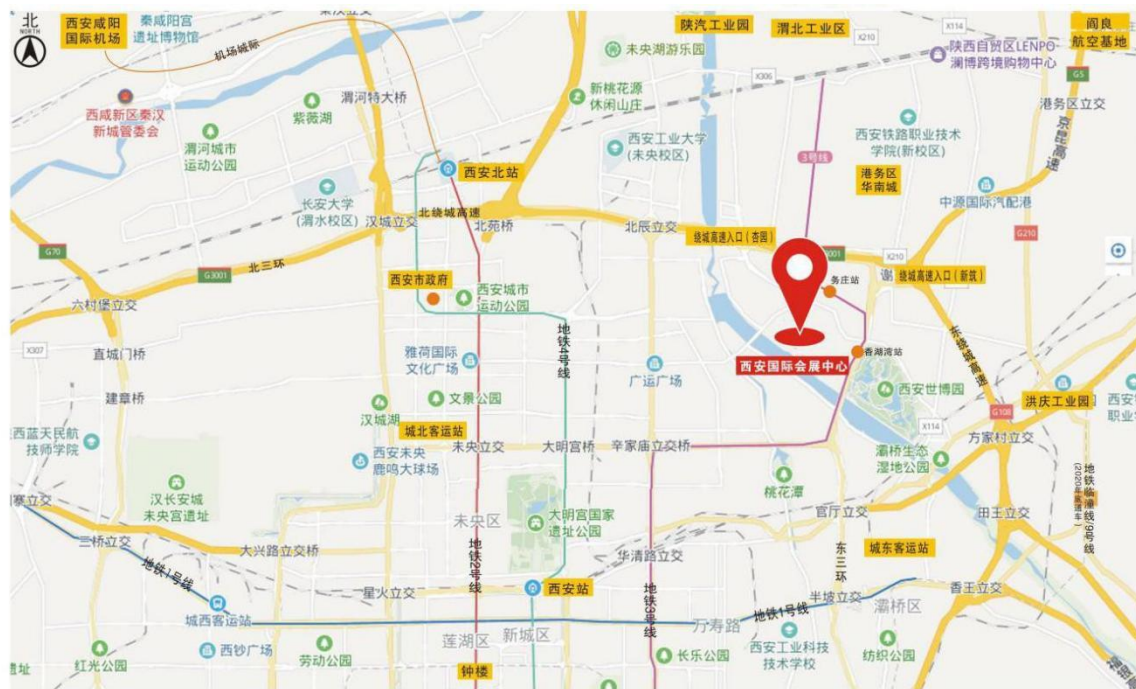 北
NORTH
西安咸阳
国际机场
秦咸阳宫
遗址博物馆
秦汉立交
机场城际
陕汽工业园
渭北工业区
X114
X210
阎良
航空基地
未央湖游乐园
陕西自贸区LENPO
澜博跨境购物中心
G5
X306
新桃花源
休闲山庄
渭河特大桥
紫薇湖
西咸新区秦汉
新城管委会
渭河城市
运动公园
港务区立交
京昆高速
西安铁路职业技术
学院(新校区)
西安工业大学
(未央校区)
3号线
西安北站
港务区
华南城
长安大学
(渭水校区)
汉城立交
北绕城高速
北苑桥
北辰立交
中源国际汽配港
G210
绕城高速入口（杏园）
3001
X210
G70
北三环
G3001
西安市政府
西安城市
运动公园
务庄站
谢
绕城高速入口（新筑）
六村堡立交
地铁4号线
东绕城高速
X307
直城门桥
雅荷国际
文化广场
广运广场
西安国际会展中心
香湖湾站
西安世博园
洪庆工业园
G108
建章桥
汉城湖
文景公园
X114
城北客运站
西蓝天民航
技师学院
西安未央
鹿鸣大球场
未央立交
大明宫桥
辛家庙立交桥
方家村立交
灞桥生态
湿地公园
桃花潭
汉长安城
未央宫遗址
地铁临潼线/9号线
官厅立交
田王立交
未央区
大明宫国家
遗址公园
三桥立交
大兴路立交桥
地铁2号线
华清路立交
城东客运站
东三环
地铁1号线
星火立交
西安站
地铁3号线
半坡立交
香王立交
城西客运站
灞桥区
地铁1号线
万寿路
莲湖区
新城区
西钞广场
红光公园
劳动公园
钟楼
长乐公园
西安工业科技
技术学校
纺织公园
遗址
福银